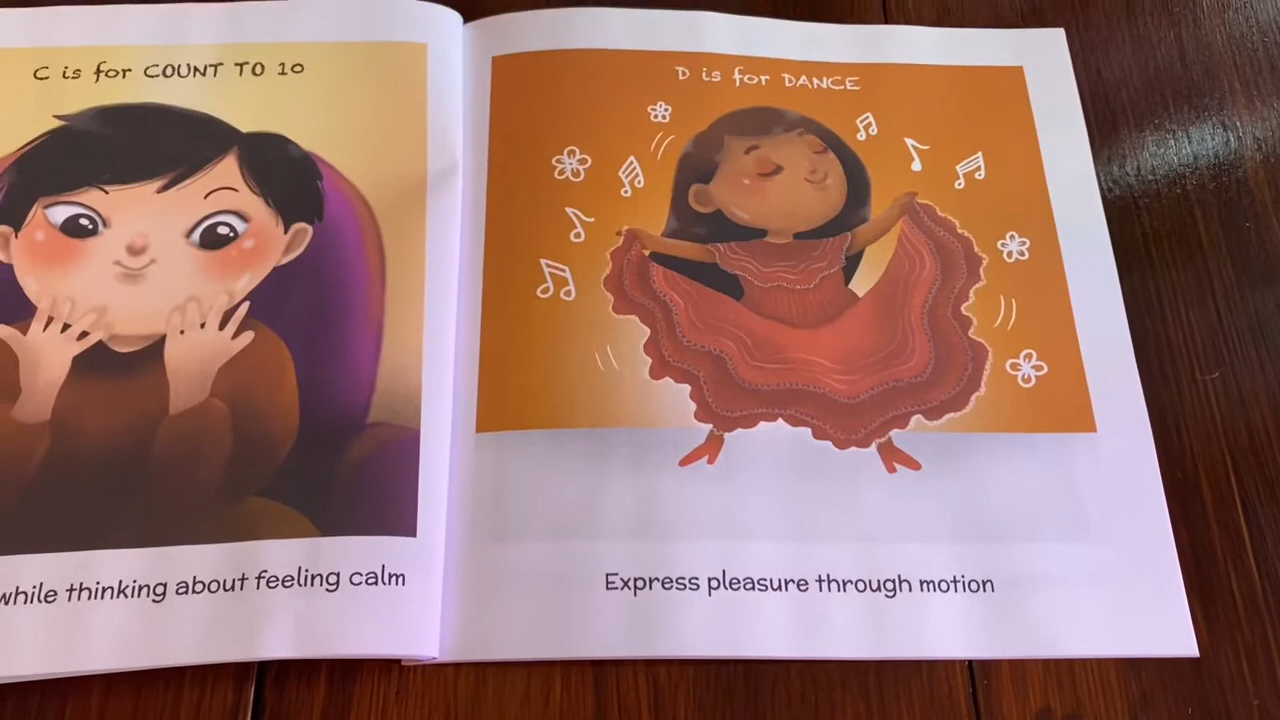 C is for COUNT TO 10
while thinking about feeling calm
D is for DANCE
Express pleasure through motion